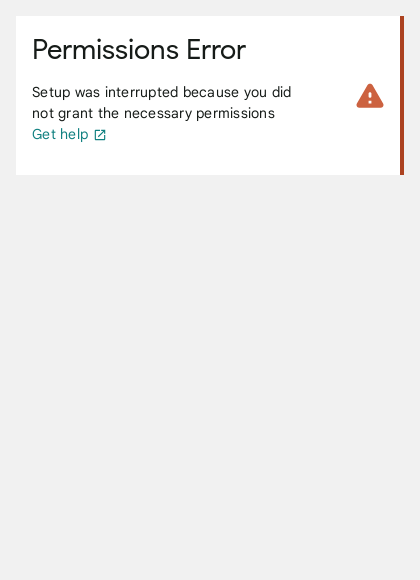 Permissions Error
Setup was interrupted because you did
not grant the necessary permissions
Get help